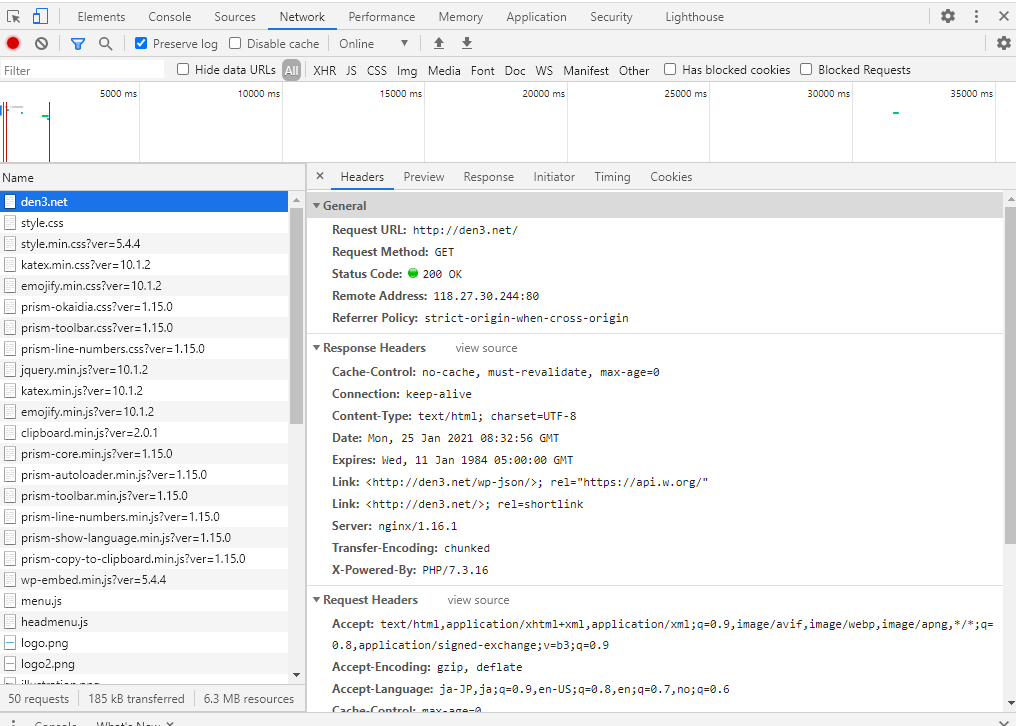 Elements Console Sources Network Performance Memory Application Security Lighthouse
Preserve log Disable cache Online
Filter Hide data URLs All XHR JS CSS Img Media Font Doc WS Manifest Other Has blocked cookies Blocked Requests
5000 ms 10000 ms 15000 ms 20000 ms 25000 ms 30000 ms 35000 ms
Name
den3.net
style.css
style.min.css?ver=5.4.4
katex.min.css?ver=10.1.2
emojify.min.css?ver=10.1.2
prism-okaidia.css?ver=1.15.0
prism-toolbar.css?ver=1.15.0
prism-line-numbers.css?ver=1.15.0
jquery.min.js?ver=10.1.2
katex.min.js?ver=10.1.2
emojify.min.js?ver=10.1.2
clipboard.min.js?ver=2.0.1
prism-core.min.js?ver=1.15.0
prism-autoloader.min.js?ver=1.15.0
prism-toolbar.min.js?ver=1.15.0
prism-line-numbers.min.js?ver=1.15.0
prism-show-language.min.js?ver=1.15.0
prism-copy-to-clipboard.min.js?ver=1.15.0
wp-embed.min.js?ver=5.4.4
menu.js
headmenu.js
logo.png
logo2.png
illustration.png
50 requests 185 kB transferred 6.3 MB resources
Headers Preview Response Initiator Timing Cookies
General
Request URL: http://den3.net/
Request Method: GET
Status Code: 200 OK
Remote Address: 118.27.30.244:80
Referrer Policy: strict-origin-when-cross-origin
Response Headers view source
Cache-Control: no-cache, must-revalidate, max-age=0
Connection: keep-alive
Content-Type: text/html; charset=UTF-8
Date: Mon, 25 Jan 2021 08:32:56 GMT
Expires: Wed, 11 Jan 1984 05:00:00 GMT
Link: <http://den3.net/wp-json/>; rel="https://api.w.org/"
Link: <http://den3.net/>; rel=shortlink
Server: nginx/1.16.1
Transfer-Encoding: chunked
X-Powered-By: PHP/7.3.16
Request Headers view source
Accept: text/html,application/xhtml+xml,application/xml;q=0.9,image/avif,image/webp,image/apng,*/*;q=
0.8,application/signed-exchange;v=b3;q=0.9
Accept-Encoding: gzip, deflate
Accept-Language: ja-JP,ja;q=0.9,en-US;q=0.8,en;q=0.7,no;q=0.6
Cache-Control: max-age=0
Console What's New